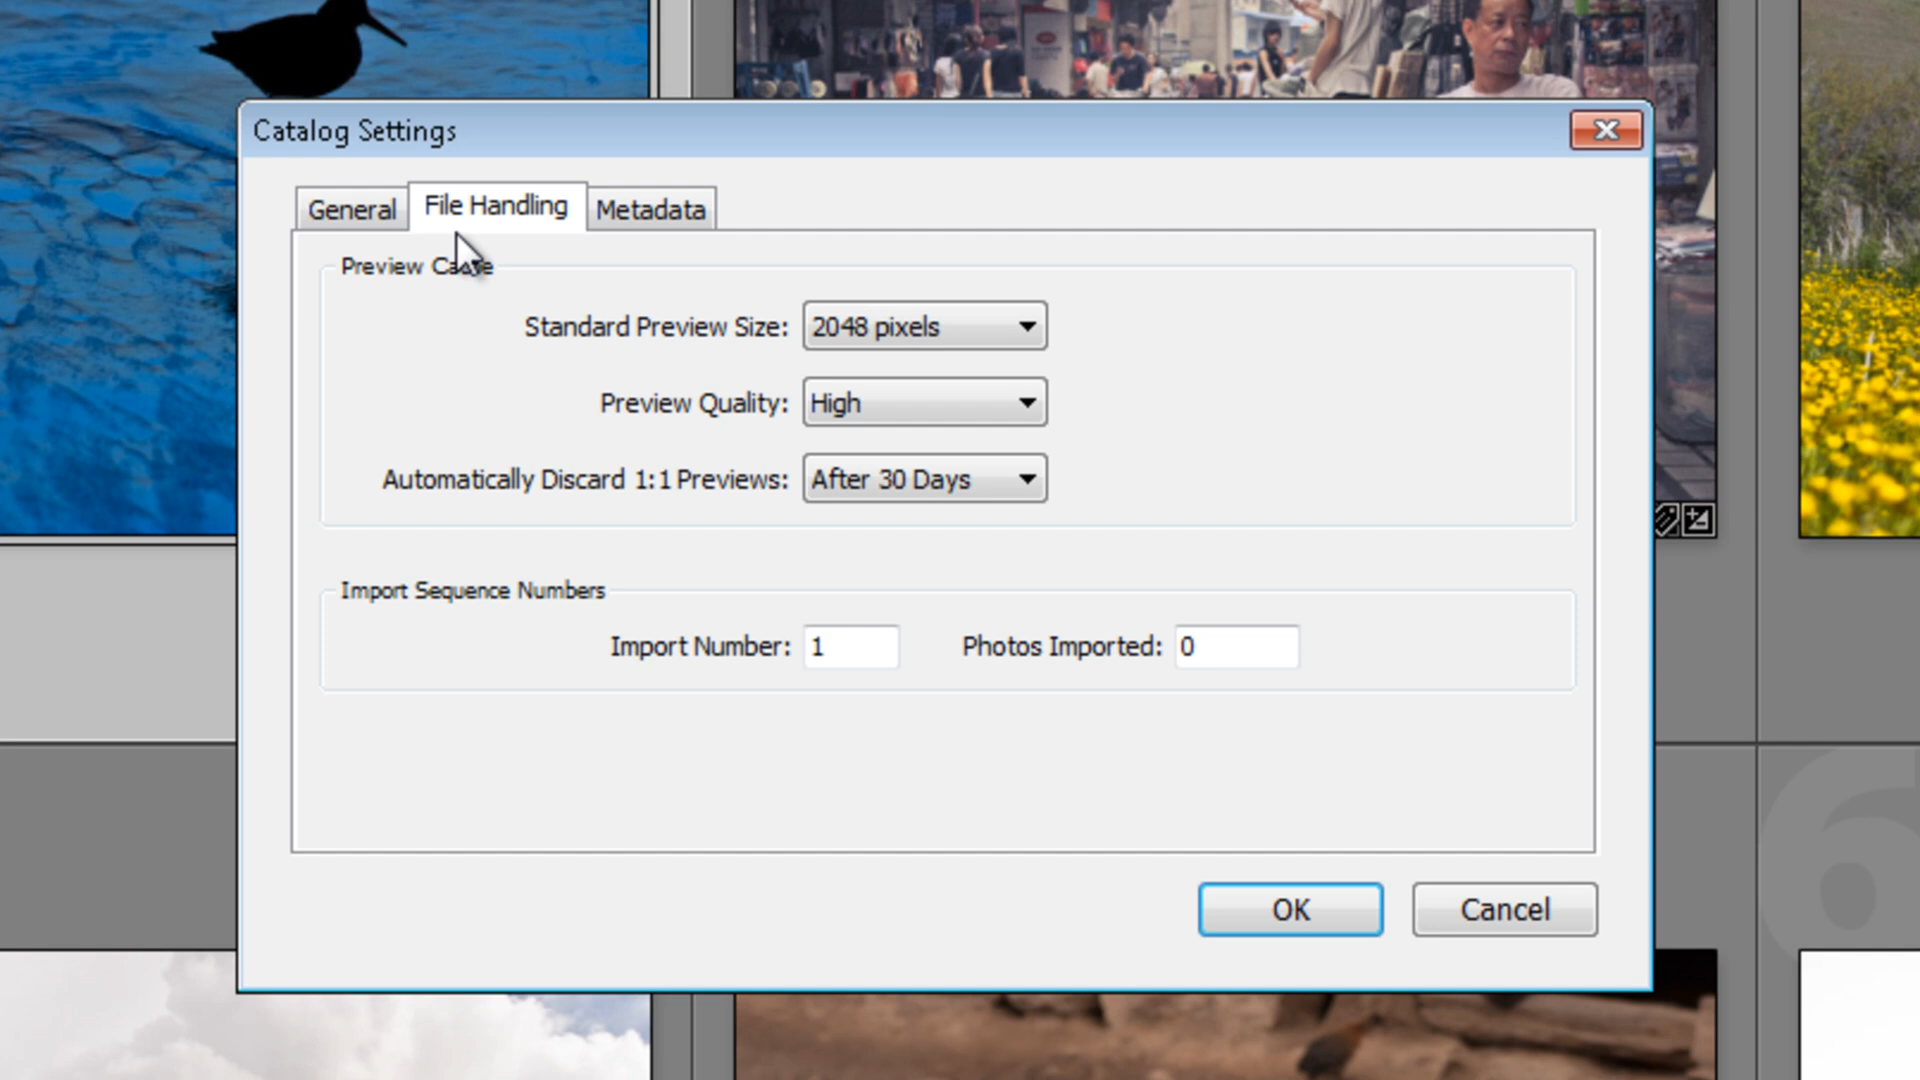 Catalog Settings
General File Handling Metadata
Preview
Standard Preview Size: 2048 pixels
Preview Quality: High
Automatically Discard 1:1 Previews: After 30 Days
Import Sequence Numbers
Import Number: 1 Photos Imported: 0
OK Cancel
6